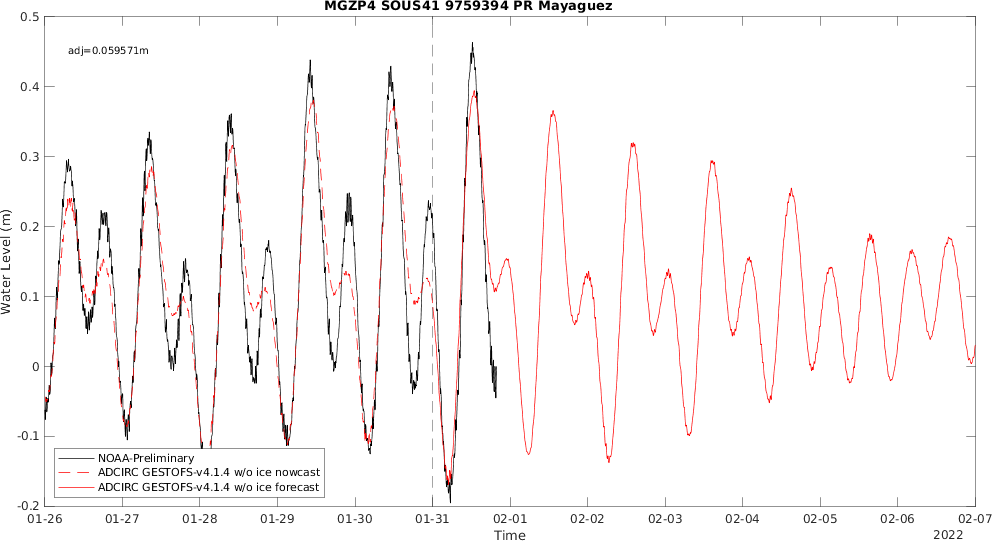 MGZP4 SOUS41 9759394 PR Mayaguez
adj=0.059571m
Water Level (m)
0.5
0.4
0.3
0.2
0.1
0
-0.1
-0.2
NOAA-Preliminary
ADCIRC GESTOFS-v4.1.4 w/o ice nowcast
ADCIRC GESTOFS-v4.1.4 w/o ice forecast
01-26 01-27 01-28 01-29 01-30 01-31 02-01 02-02 02-03 02-04 02-05 02-06 02-07
Time
2022